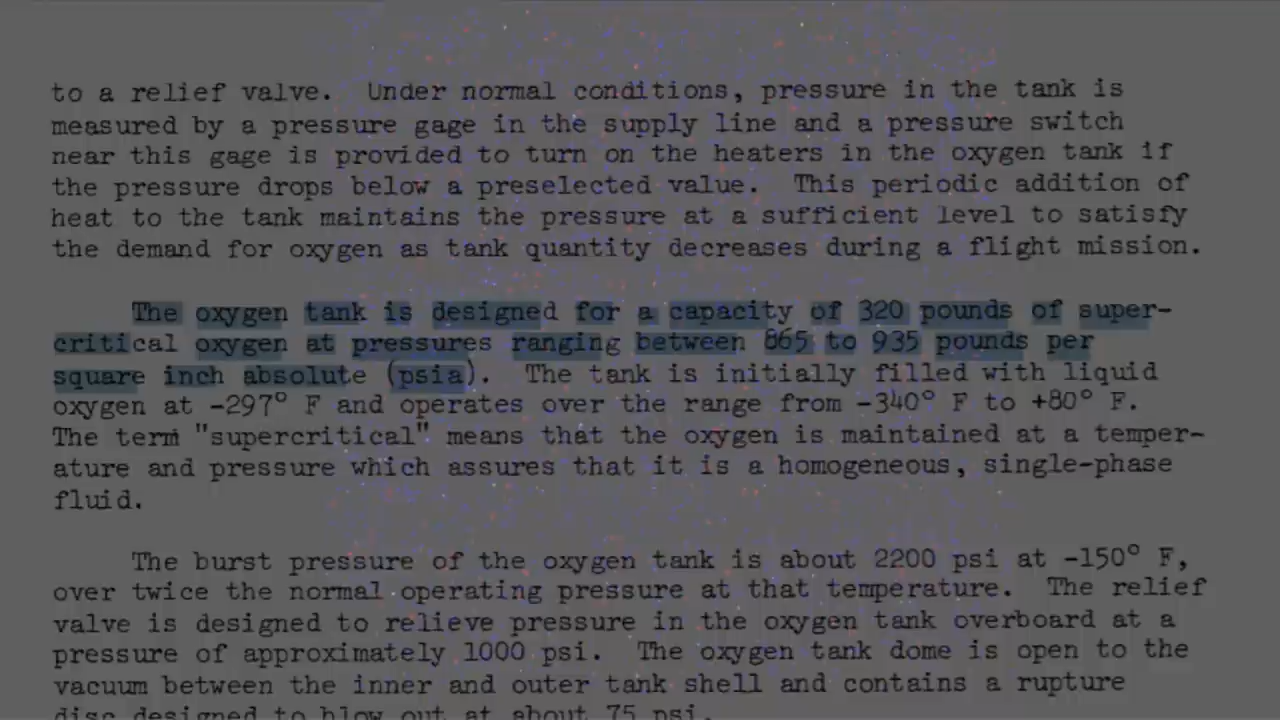 to a relief valve. Under normal conditions, pressure in the tank is
measured by a pressure gage in the supply line and a pressure switch
near this gage is provided to turn on the heaters in the oxygen tank if
the pressure drops below a preselected value. This periodic addition of
heat to the tank maintains the pressure at a sufficient level to satisfy
the demand for oxygen as tank quantity decreases during a flight mission.
The oxygen tank is designed for a capacity of 320 pounds of super-
critical oxygen at pressures ranging between 865 to 935 pounds per
square inch absolute (psia). The tank is initially filled with liquid
oxygen at -297° F and operates over the range from -340° F to +80° F.
The term "supercritical" means that the oxygen is maintained at a temper-
ature and pressure which assures that it is a homogeneous, single-phase
fluid.
The burst pressure of the oxygen tank is about 2200 psi at -150° F,
over twice the normal operating pressure at that temperature. The relief
valve is designed to relieve pressure in the oxygen tank overboard at a
pressure of approximately 1000 psi. The oxygen tank dome is open to the
vacuum between the inner and outer tank shell and contains a rupture
disc designed to blow out at about 75 psi.